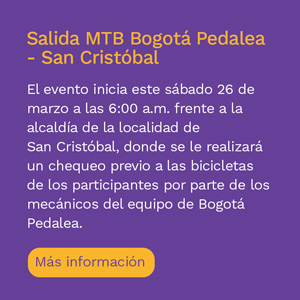 Salida MTB Bogotá Pedalea
- San Cristóbal
El evento inicia este sábado 26 de
marzo a las 6:00 a.m. frente a la
alcaldía de la localidad de
San Cristóbal, donde se le realizará
un chequeo previo a las bicicletas
de los participantes por parte de los
mecánicos del equipo de Bogotá
Pedalea.
Más información